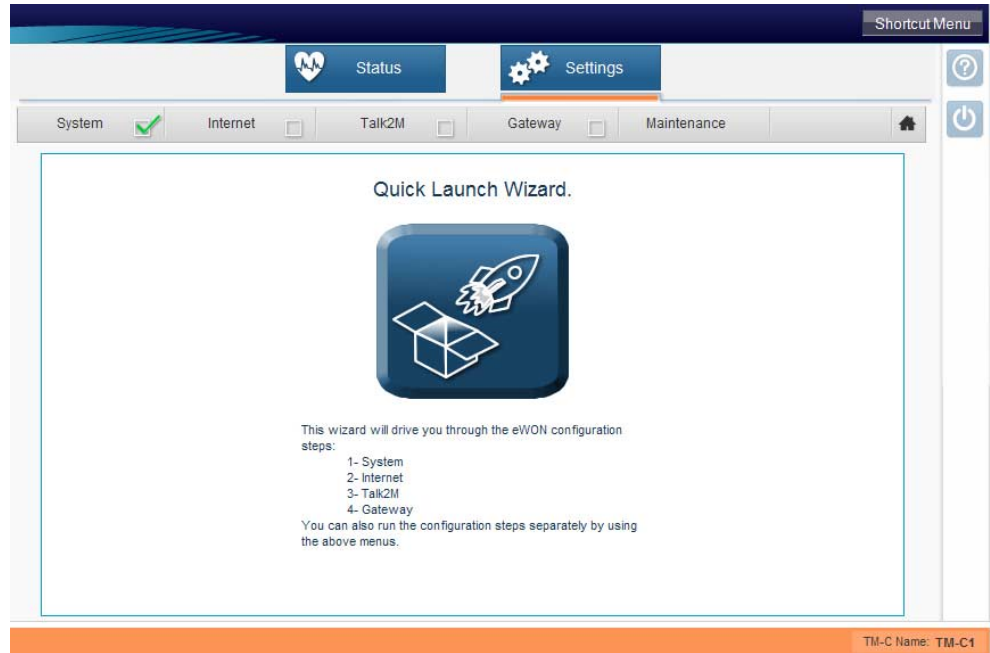 Shortcut Menu
Status
Settings
System
Internet
Talk2M
Gateway
Maintenance
Quick Launch Wizard.
This wizard will drive you through the eWON configuration
steps:
1- System
2- Internet
3- Talk2M
4- Gateway
You can also run the configuration steps separately by using
the above menus.
TM-C Name: TM-C1